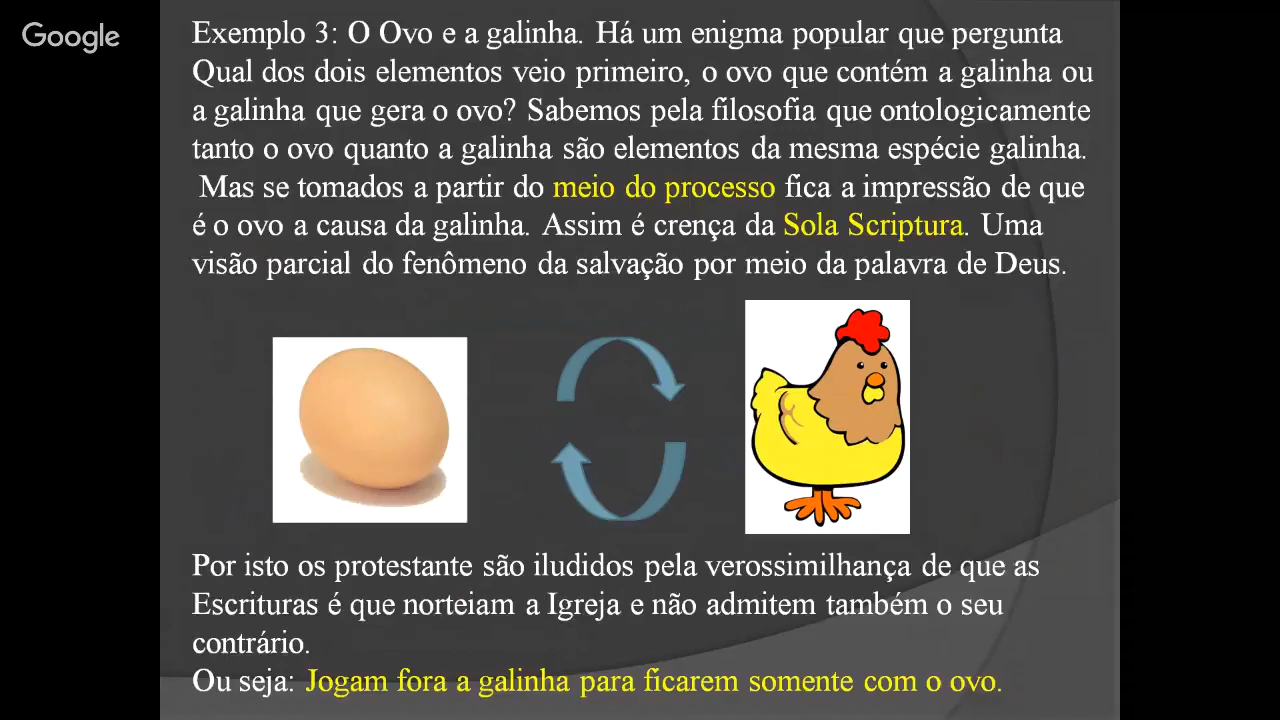 Google
Exemplo 3: O Ovo e a galinha. Há um enigma popular que pergunta
Qual dos dois elementos veio primeiro, o ovo que contém a galinha ou
a galinha que gera o ovo? Sabemos pela filosofia que ontologicamente
tanto o ovo quanto a galinha são elementos da mesma espécie galinha.
Mas se tomados a partir do meio do processo fica a impressão de que
é o ovo a causa da galinha. Assim é crença da Sola Scriptura. Uma
visão parcial do fenômeno da salvação por meio da palavra de Deus.
Por isto os protestante são iludidos pela verossimilhança de que as
Escrituras é que norteiam a Igreja e não admitem também o seu
contrário.
Ou seja: Jogam fora a galinha para ficarem somente com o ovo.